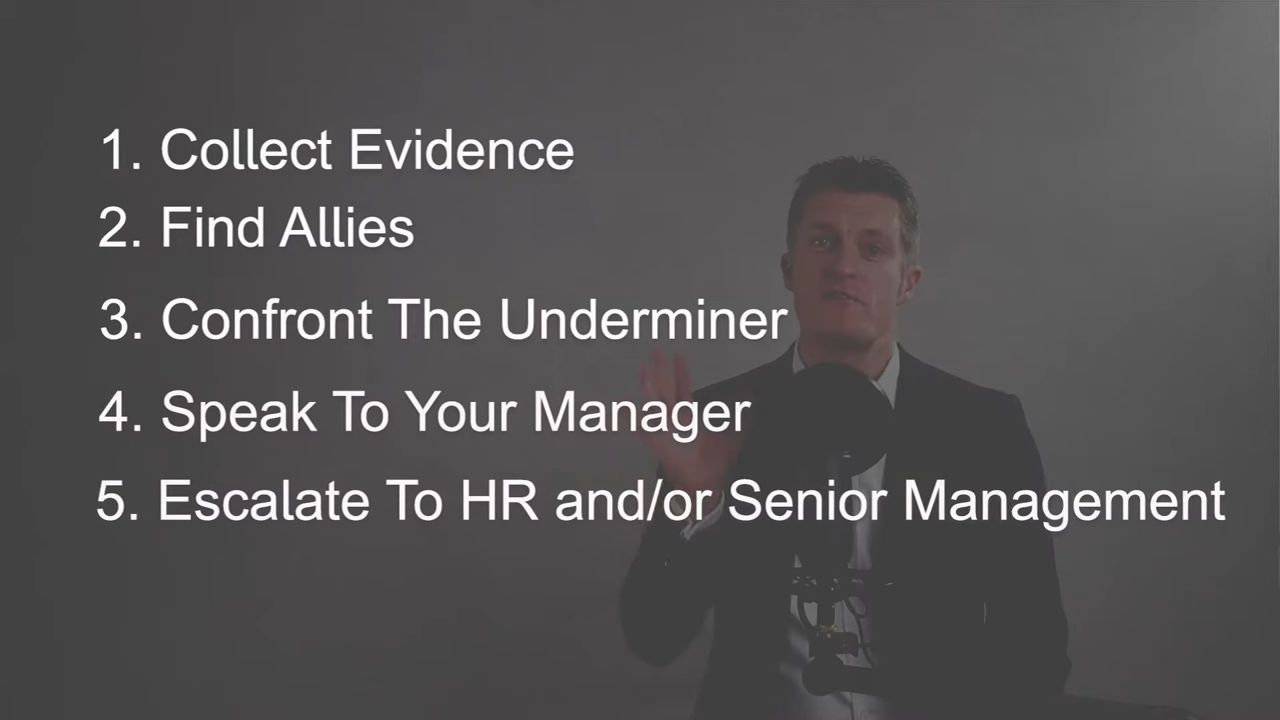 1. Collect Evidence
2. Find Allies
3. Confront The Underminer
4. Speak To Your Manager
5. Escalate To HR and/or Senior Management